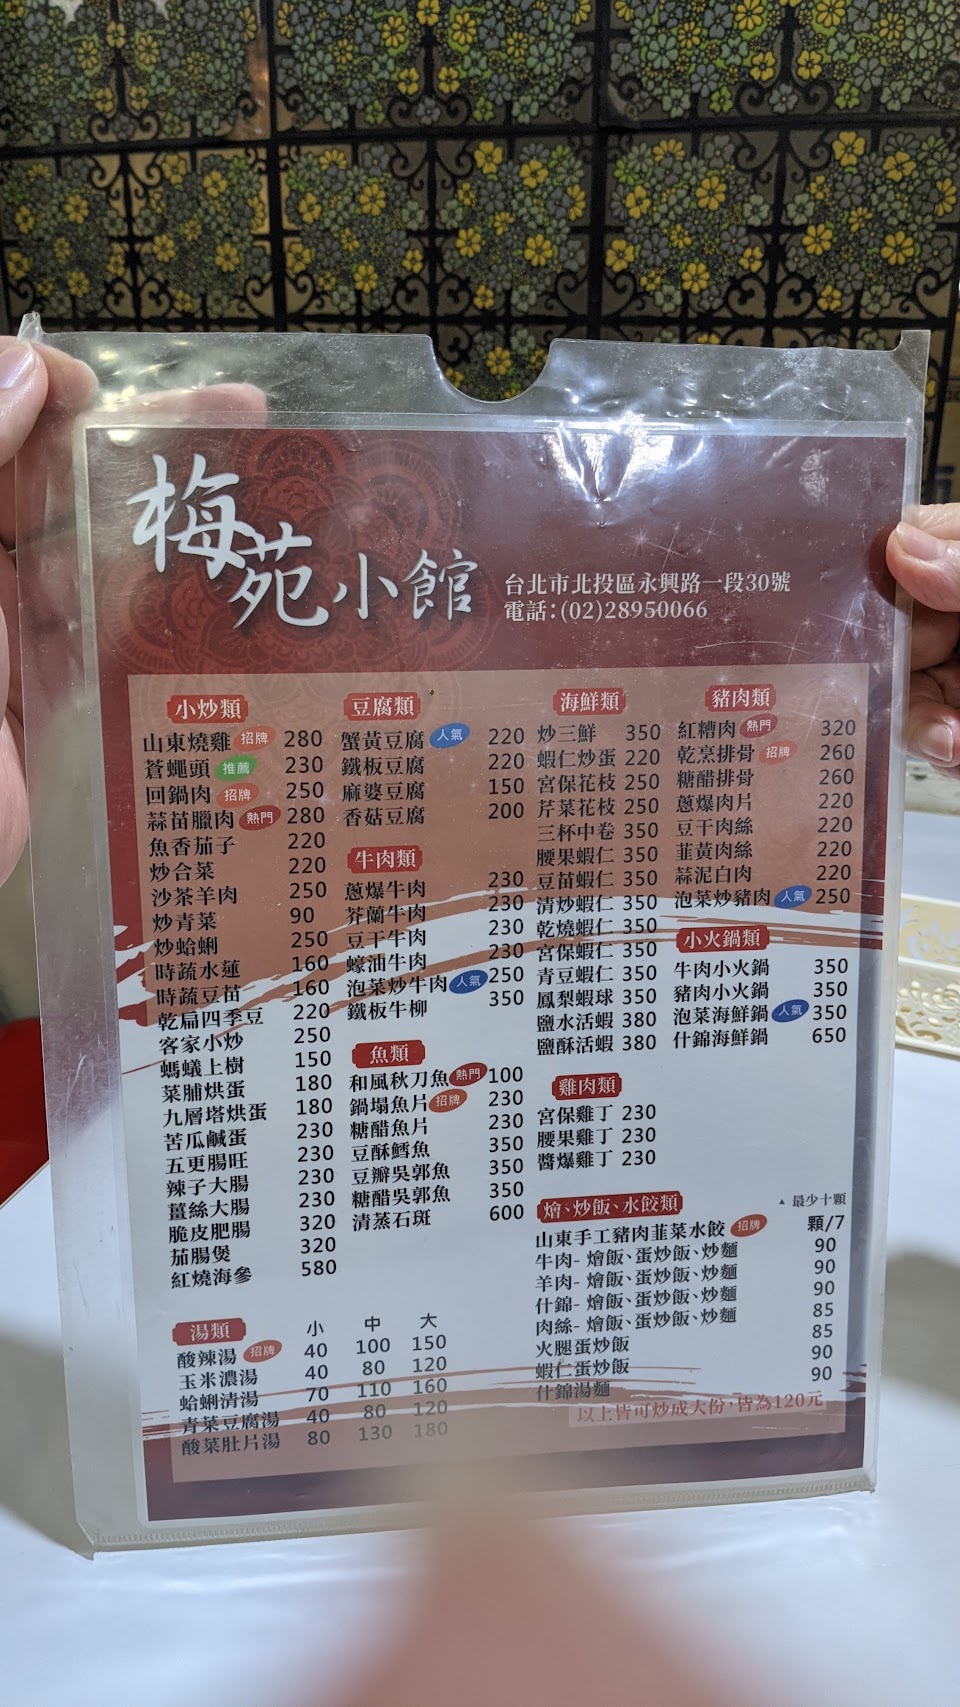 梅苑小館
台北市北投區永興路一段30號
電話:(02)28950066
小炒類
山東燒雞 招牌 280
蒼蠅頭 推薦 230
回鍋肉 招牌 250
蒜苗臘肉 熱門 280
魚香茄子 220
炒合菜 220
沙茶羊肉 250
炒青菜 90
炒蛤蜊 250
時蔬水蓮 160
時蔬豆苗 160
乾扁四季豆 220
客家小炒 250
螞蟻上樹 150
菜脯烘蛋 180
九層塔烘蛋 180
苦瓜鹹蛋 230
五更腸旺 230
辣子大腸 230
薑絲大腸 230
脆皮肥腸 320
茄腸煲 320
紅燒海參 580
湯類 小 中 大
酸辣湯 招牌 40 100 150
玉米濃湯 40 80 120
蛤蜊清湯 70 110 160
青菜豆腐湯 40 80 120
酸菜肚片湯 80 130 180
豆腐類
蟹黃豆腐 人氣 220
鐵板豆腐 220
麻婆豆腐 150
香菇豆腐 200
牛肉類
蔥爆牛肉 230
芥蘭牛肉 230
豆干牛肉 230
蠔油牛肉 230
泡菜炒牛肉 人氣 250
鐵板牛柳 350
魚類
和風秋刀魚 熱門 100
鍋塌魚片 招牌 230
糖醋魚片 230
豆酥鱈魚 350
豆瓣吳郭魚 350
糖醋吳郭魚 350
清蒸石斑 600
海鮮類
炒三鮮 350
蝦仁炒蛋 220
宮保花枝 250
芹菜花枝 250
三杯中卷 350
腰果蝦仁 350
豆苗蝦仁 350
清炒蝦仁 350
乾燒蝦仁 350
宮保蝦仁 350
青豆蝦仁 350
鳳梨蝦球 350
鹽水活蝦 380
鹽酥活蝦 380
雞肉類
宮保雞丁 230
腰果雞丁 230
醬爆雞丁 230
豬肉類
紅糟肉 熱門 320
乾烹排骨 招牌 260
糖醋排骨 260
蔥爆肉片 220
豆干肉絲 220
韭黃肉絲 220
蒜泥白肉 220
泡菜炒豬肉 人氣 250
小火鍋類
牛肉小火鍋 350
豬肉小火鍋 350
泡菜海鮮鍋 人氣 350
什錦海鮮鍋 650
燴、炒飯、水餃類 ▲ 最少十顆
山東手工豬肉韭菜水餃 招牌 顆/7
牛肉- 燴飯、蛋炒飯、炒麵 90
羊肉- 燴飯、蛋炒飯、炒麵 90
什錦- 燴飯、蛋炒飯、炒麵 90
肉絲- 燴飯、蛋炒飯、炒麵 85
火腿蛋炒飯 85
蝦仁蛋炒飯 90
什錦湯麵 90
以上皆可炒成大份,皆為120元